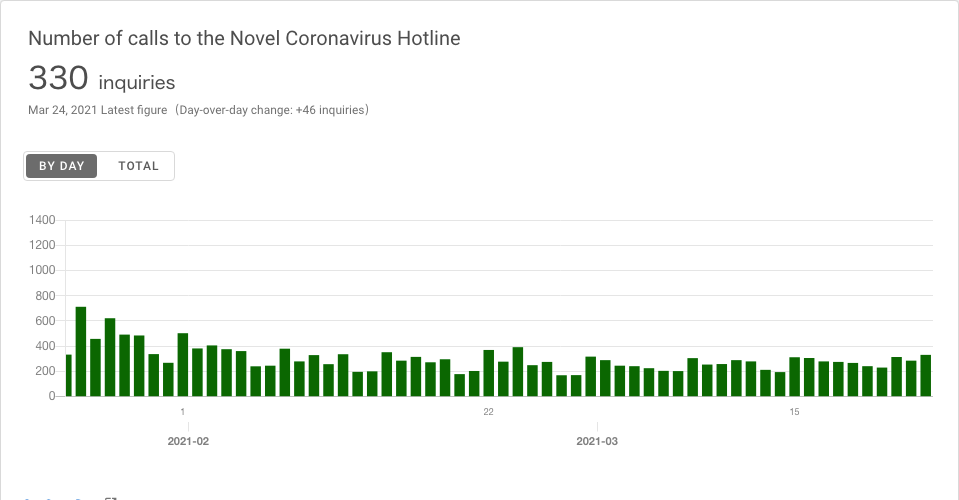 Number of calls to the Novel Coronavirus Hotline
330 inquiries
Mar 24, 2021 Latest figure（Day-over-day change: +46 inquiries）
BY DAY TOTAL
1400
1200
1000
800
600
400
200
0
1 22 15
2021-02 2021-03